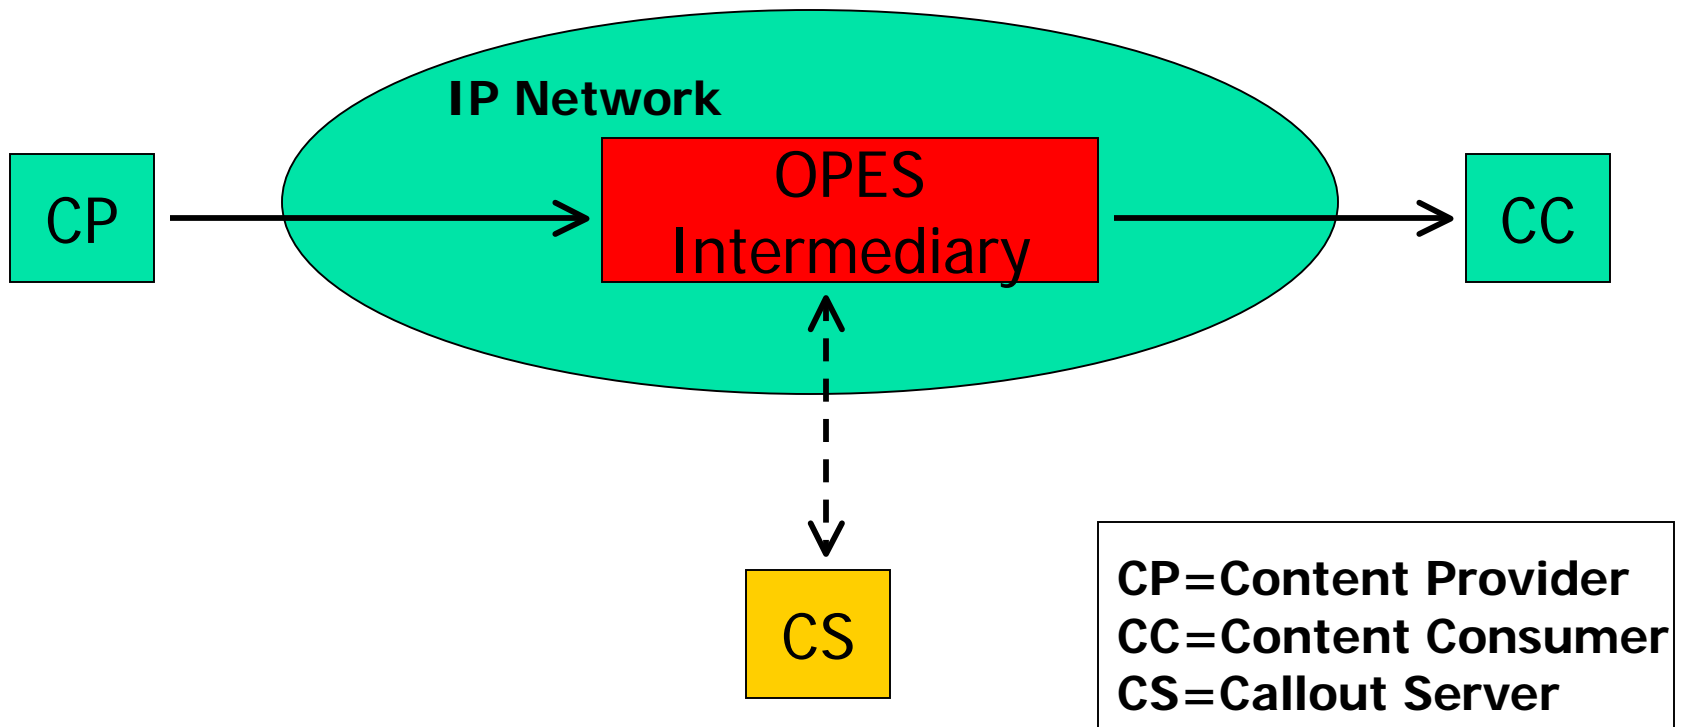 IP Network
OPES
Intermediary
CP
CC
CS
CP=Content Provider
CC=Content Consumer
CS=Callout Server